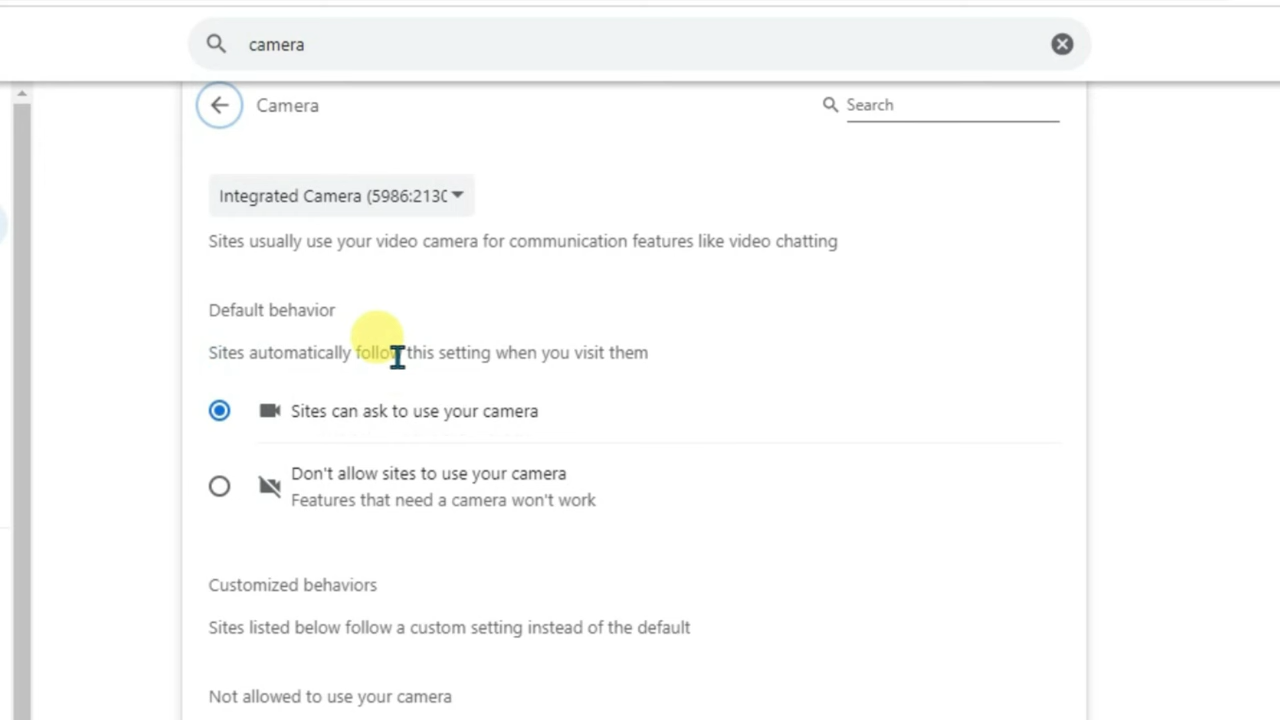 camera
Camera
Search
Integrated Camera (5986:2130
Sites usually use your video camera for communication features like video chatting
Default behavior
Sites automatically follow this setting when you visit them
Sites can ask to use your camera
Don't allow sites to use your camera
Features that need a camera won't work
Customized behaviors
Sites listed below follow a custom setting instead of the default
Not allowed to use your camera